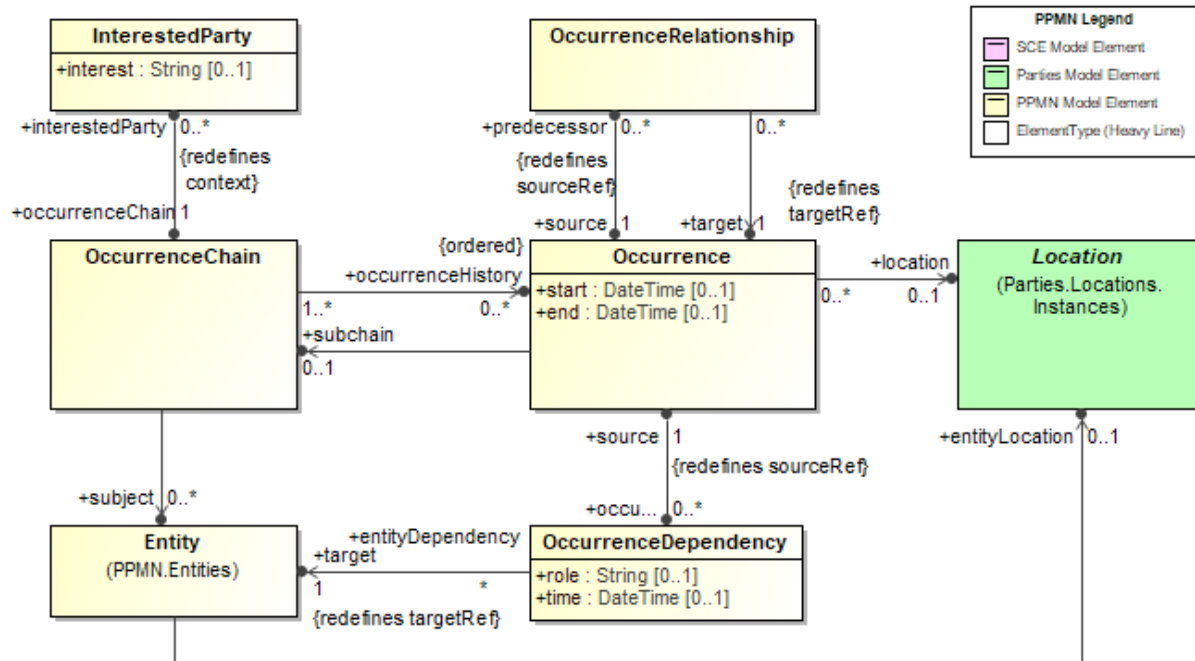 InterestedParty
+interest : String [0..1]
OccurrenceRelationship
PPMN Legend
SCE Model Element
Parties Model Element
PPMN Model Element
ElementType (Heavy Line)
+interestedParty 0..*
{redefines
context}
+occurrenceChain 1
+predecessor 0..*
{redefines
sourceRef}
+source 1
0..*
{redefines
targetRef}
+target 1
OccurrenceChain
{ordered}
+occurrenceHistory
1..* 0..*
+subchain
0..1
Occurrence
+start : DateTime [0..1]
+end : DateTime [0..1]
+location
0..* 0..1
Location
(Parties.Locations.
Instances)
+source 1
{redefines sourceRef}
+occu... 0..*
+entityLocation 0..1
+subject 0..*
Entity
(PPMN.Entities)
+entityDependency
+target
1 *
{redefines targetRef}
OccurrenceDependency
+role : String [0..1]
+time : DateTime [0..1]